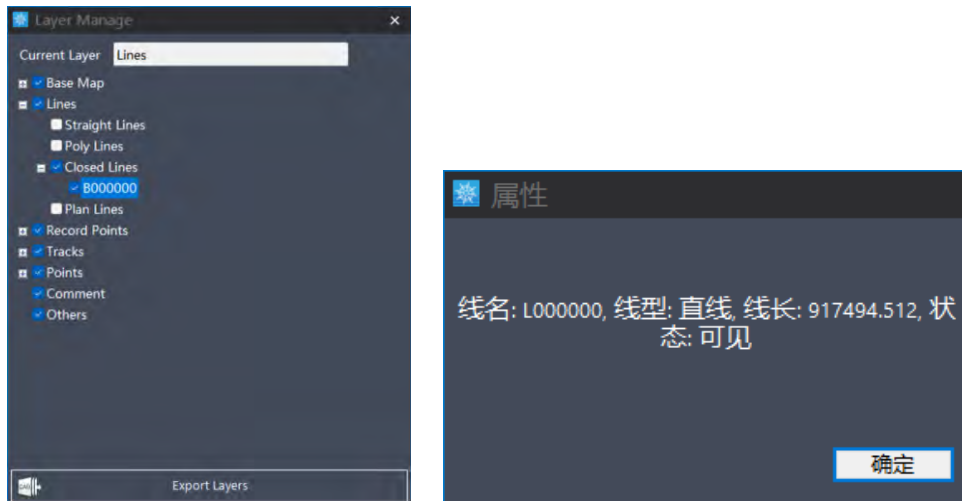 Layer Manage
Current Layer Lines
Base Map
Lines
Straight Lines
Poly Lines
Closed Lines
B000000
Plan Lines
Record Points
Tracks
Points
Comment
Others
Export Layers
属性
线名: L000000, 线型: 直线, 线长: 917494.512, 状
态: 可见
确定